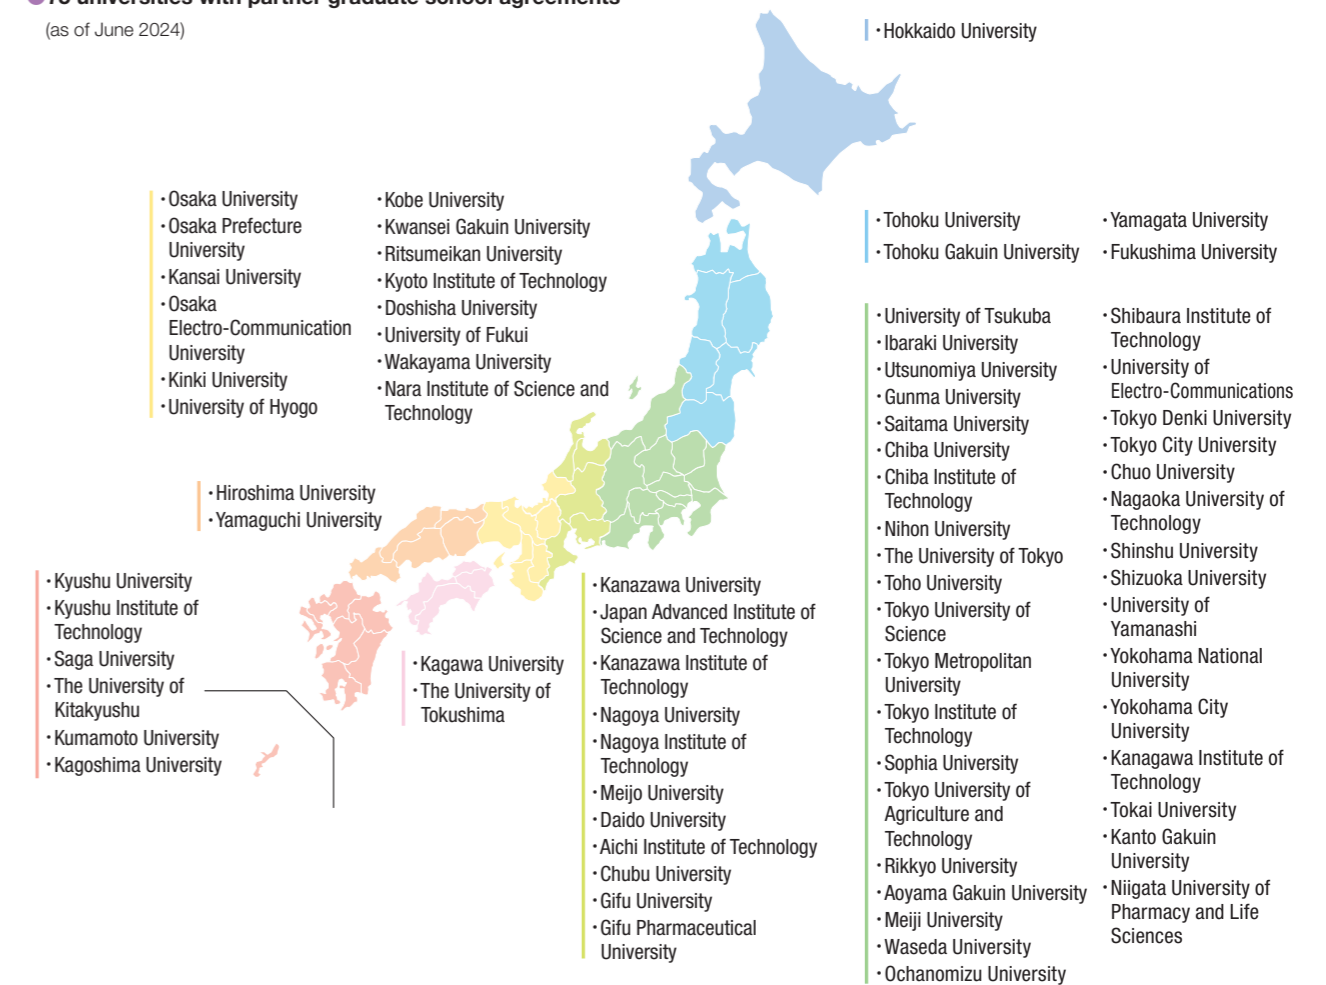 75 universities with partner graduate school agreements
(as of June 2024)
・Hokkaido University
・Osaka University
・Osaka Prefecture
University
・Kansai University
・Osaka
Electro-Communication
University
・Kinki University
・University of Hyogo
・Kobe University
・Kwansei Gakuin University
・Ritsumeikan University
・Kyoto Institute of Technology
・Doshisha University
・University of Fukui
・Wakayama University
・Nara Institute of Science and
Technology
・Tohoku University
・Tohoku Gakuin University
・Yamagata University
・Fukushima University
・Hiroshima University
・Yamaguchi University
・Kyushu University
・Kyushu Institute of
Technology
・Saga University
・The University of
Kitakyushu
・Kumamoto University
・Kagoshima University
・Kagawa University
・The University of
Tokushima
・Kanazawa University
・Japan Advanced Institute of
Science and Technology
・Kanazawa Institute of
Technology
・Nagoya University
・Nagoya Institute of
Technology
・Meijo University
・Daido University
・Aichi Institute of Technology
・Chubu University
・Gifu University
・Gifu Pharmaceutical
University
・University of Tsukuba
・Ibaraki University
・Utsunomiya University
・Gunma University
・Saitama University
・Chiba University
・Chiba Institute of
Technology
・Nihon University
・The University of Tokyo
・Toho University
・Tokyo University of
Science
・Tokyo Metropolitan
University
・Tokyo Institute of
Technology
・Sophia University
・Tokyo University of
Agriculture and
Technology
・Rikkyo University
・Aoyama Gakuin University
・Meiji University
・Waseda University
・Ochanomizu University
・Shibaura Institute of
Technology
・University of
Electro-Communications
・Tokyo Denki University
・Tokyo City University
・Chuo University
・Nagaoka University of
Technology
・Shinshu University
・Shizuoka University
・University of
Yamanashi
・Yokohama National
University
・Yokohama City
University
・Kanagawa Institute of
Technology
・Tokai University
・Kanto Gakuin
University
・Niigata University of
Pharmacy and Life
Sciences